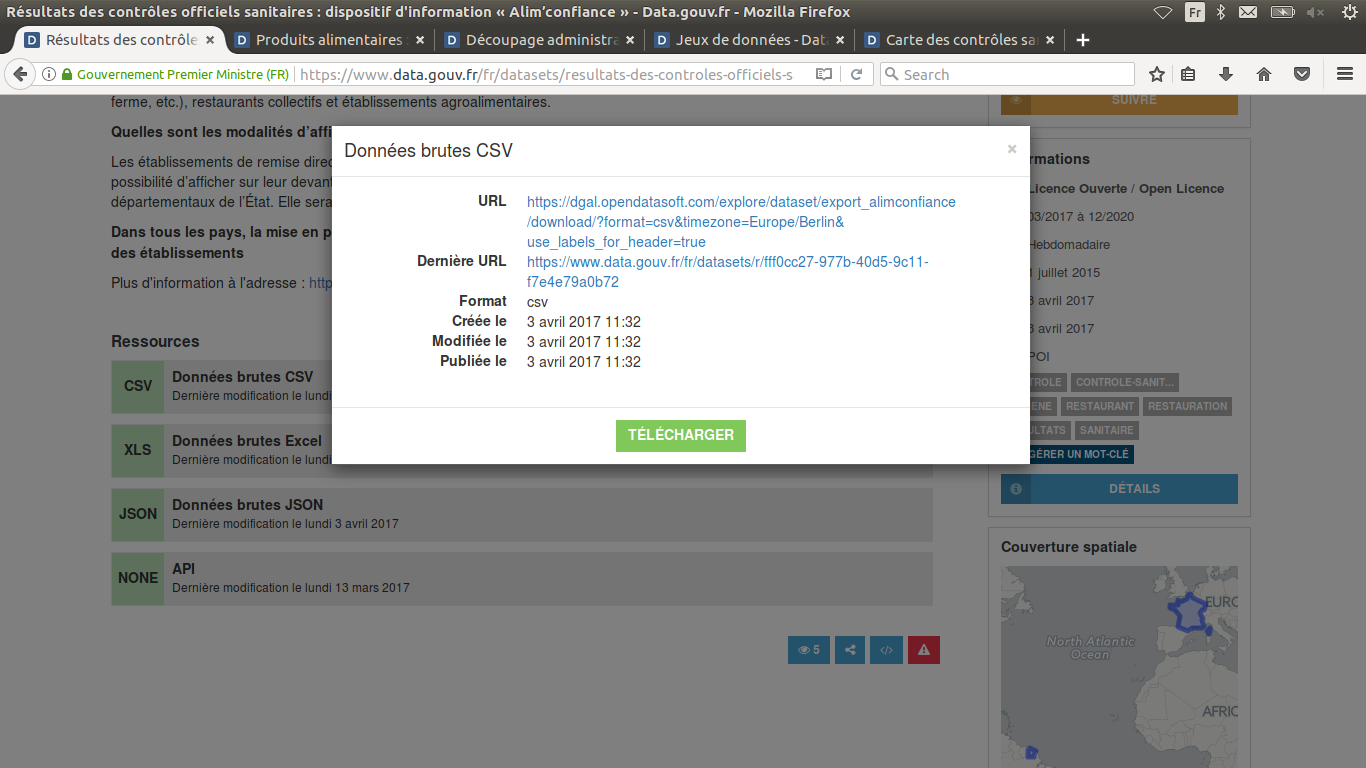 Résultats des contrôles officiels sanitaires : dispositif d'information « Alim'confiance » - Data.gouv.fr - Mozilla Firefox
Fr
Résultats des contrôle
Produits alimentaires
Découpage administra
Jeux de données - Dat
Carte des contrôles sa
Gouvernement Premier Ministre (FR)
https://www.data.gouv.fr/fr/datasets/resultats-des-controles-officiels-s
Search
ferme, etc.), restaurants collectifs et établissements agroalimentaires.
Quelles sont les modalités d'affi
Les établissements de remise direc
possibilité d'afficher sur leur devant
départementaux de l'État. Elle sera
Dans tous les pays, la mise en p
des établissements
Plus d'information à l'adresse : http
Données brutes CSV
×
URL
https://dgal.opendatasoft.com/explore/dataset/export_alimconfiance
/download/?format=csv&timezone=Europe/Berlin&
use_labels_for_header=true
Dernière URL
https://www.data.gouv.fr/fr/datasets/r/fff0cc27-977b-40d5-9c11-
f7e4e79a0b72
Format
csv
Créée le
3 avril 2017 11:32
Modifiée le
3 avril 2017 11:32
Publiée le
3 avril 2017 11:32
TÉLÉCHARGER
Ressources
CSV
Données brutes CSV
Dernière modification le lundi
XLS
Données brutes Excel
Dernière modification le lundi
JSON
Données brutes JSON
Dernière modification le lundi 3 avril 2017
NONE
API
Dernière modification le lundi 13 mars 2017
5
SUIVRE
rmations
Licence Ouverte / Open Licence
03/2017 à 12/2020
Hebdomadaire
1 juillet 2015
3 avril 2017
3 avril 2017
POI
TROLE
CONTROLE-SANIT...
ENE
RESTAURANT
RESTAURATION
ULTATS
SANITAIRE
GÉRER UN MOT-CLÉ
DÉTAILS
Couverture spatiale
EURO
North Atlantic
Ocean
AFRIC